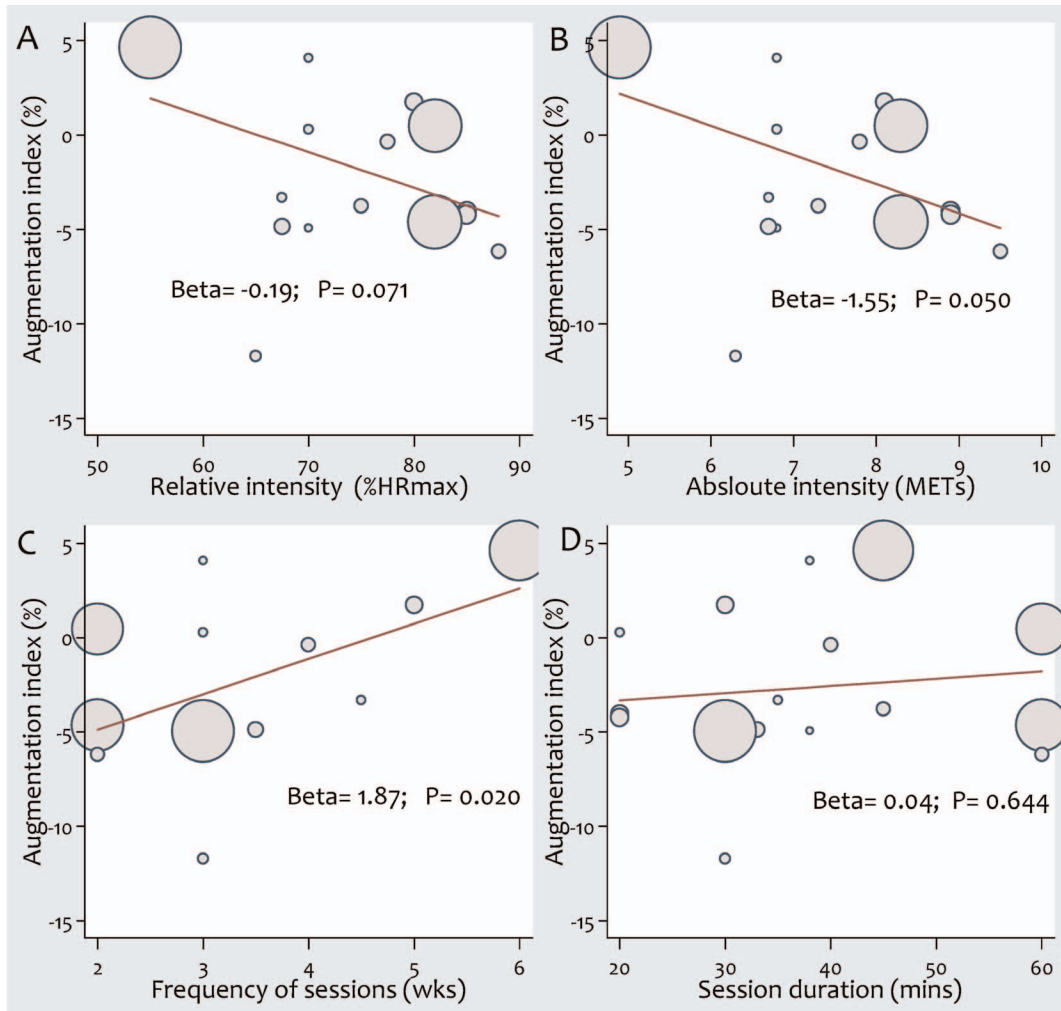 A
B
Augmentation index (%)
5
0
-5
-10
-15
Beta= -0.19; P= 0.071
50 60 70 80 90
Relative intensity (%HRmax)
Augmentation index (%)
5
0
-5
-10
-15
Beta= -1.55; P= 0.050
5 6 7 8 9 10
Absloute intensity (METs)
C
D
Augmentation index (%)
5
0
-5
-10
-15
Beta= 1.87; P= 0.020
2 3 4 5 6
Frequency of sessions (wks)
Augmentation index (%)
5
0
-5
-10
-15
Beta= 0.04; P= 0.644
20 30 40 50 60
Session duration (mins)